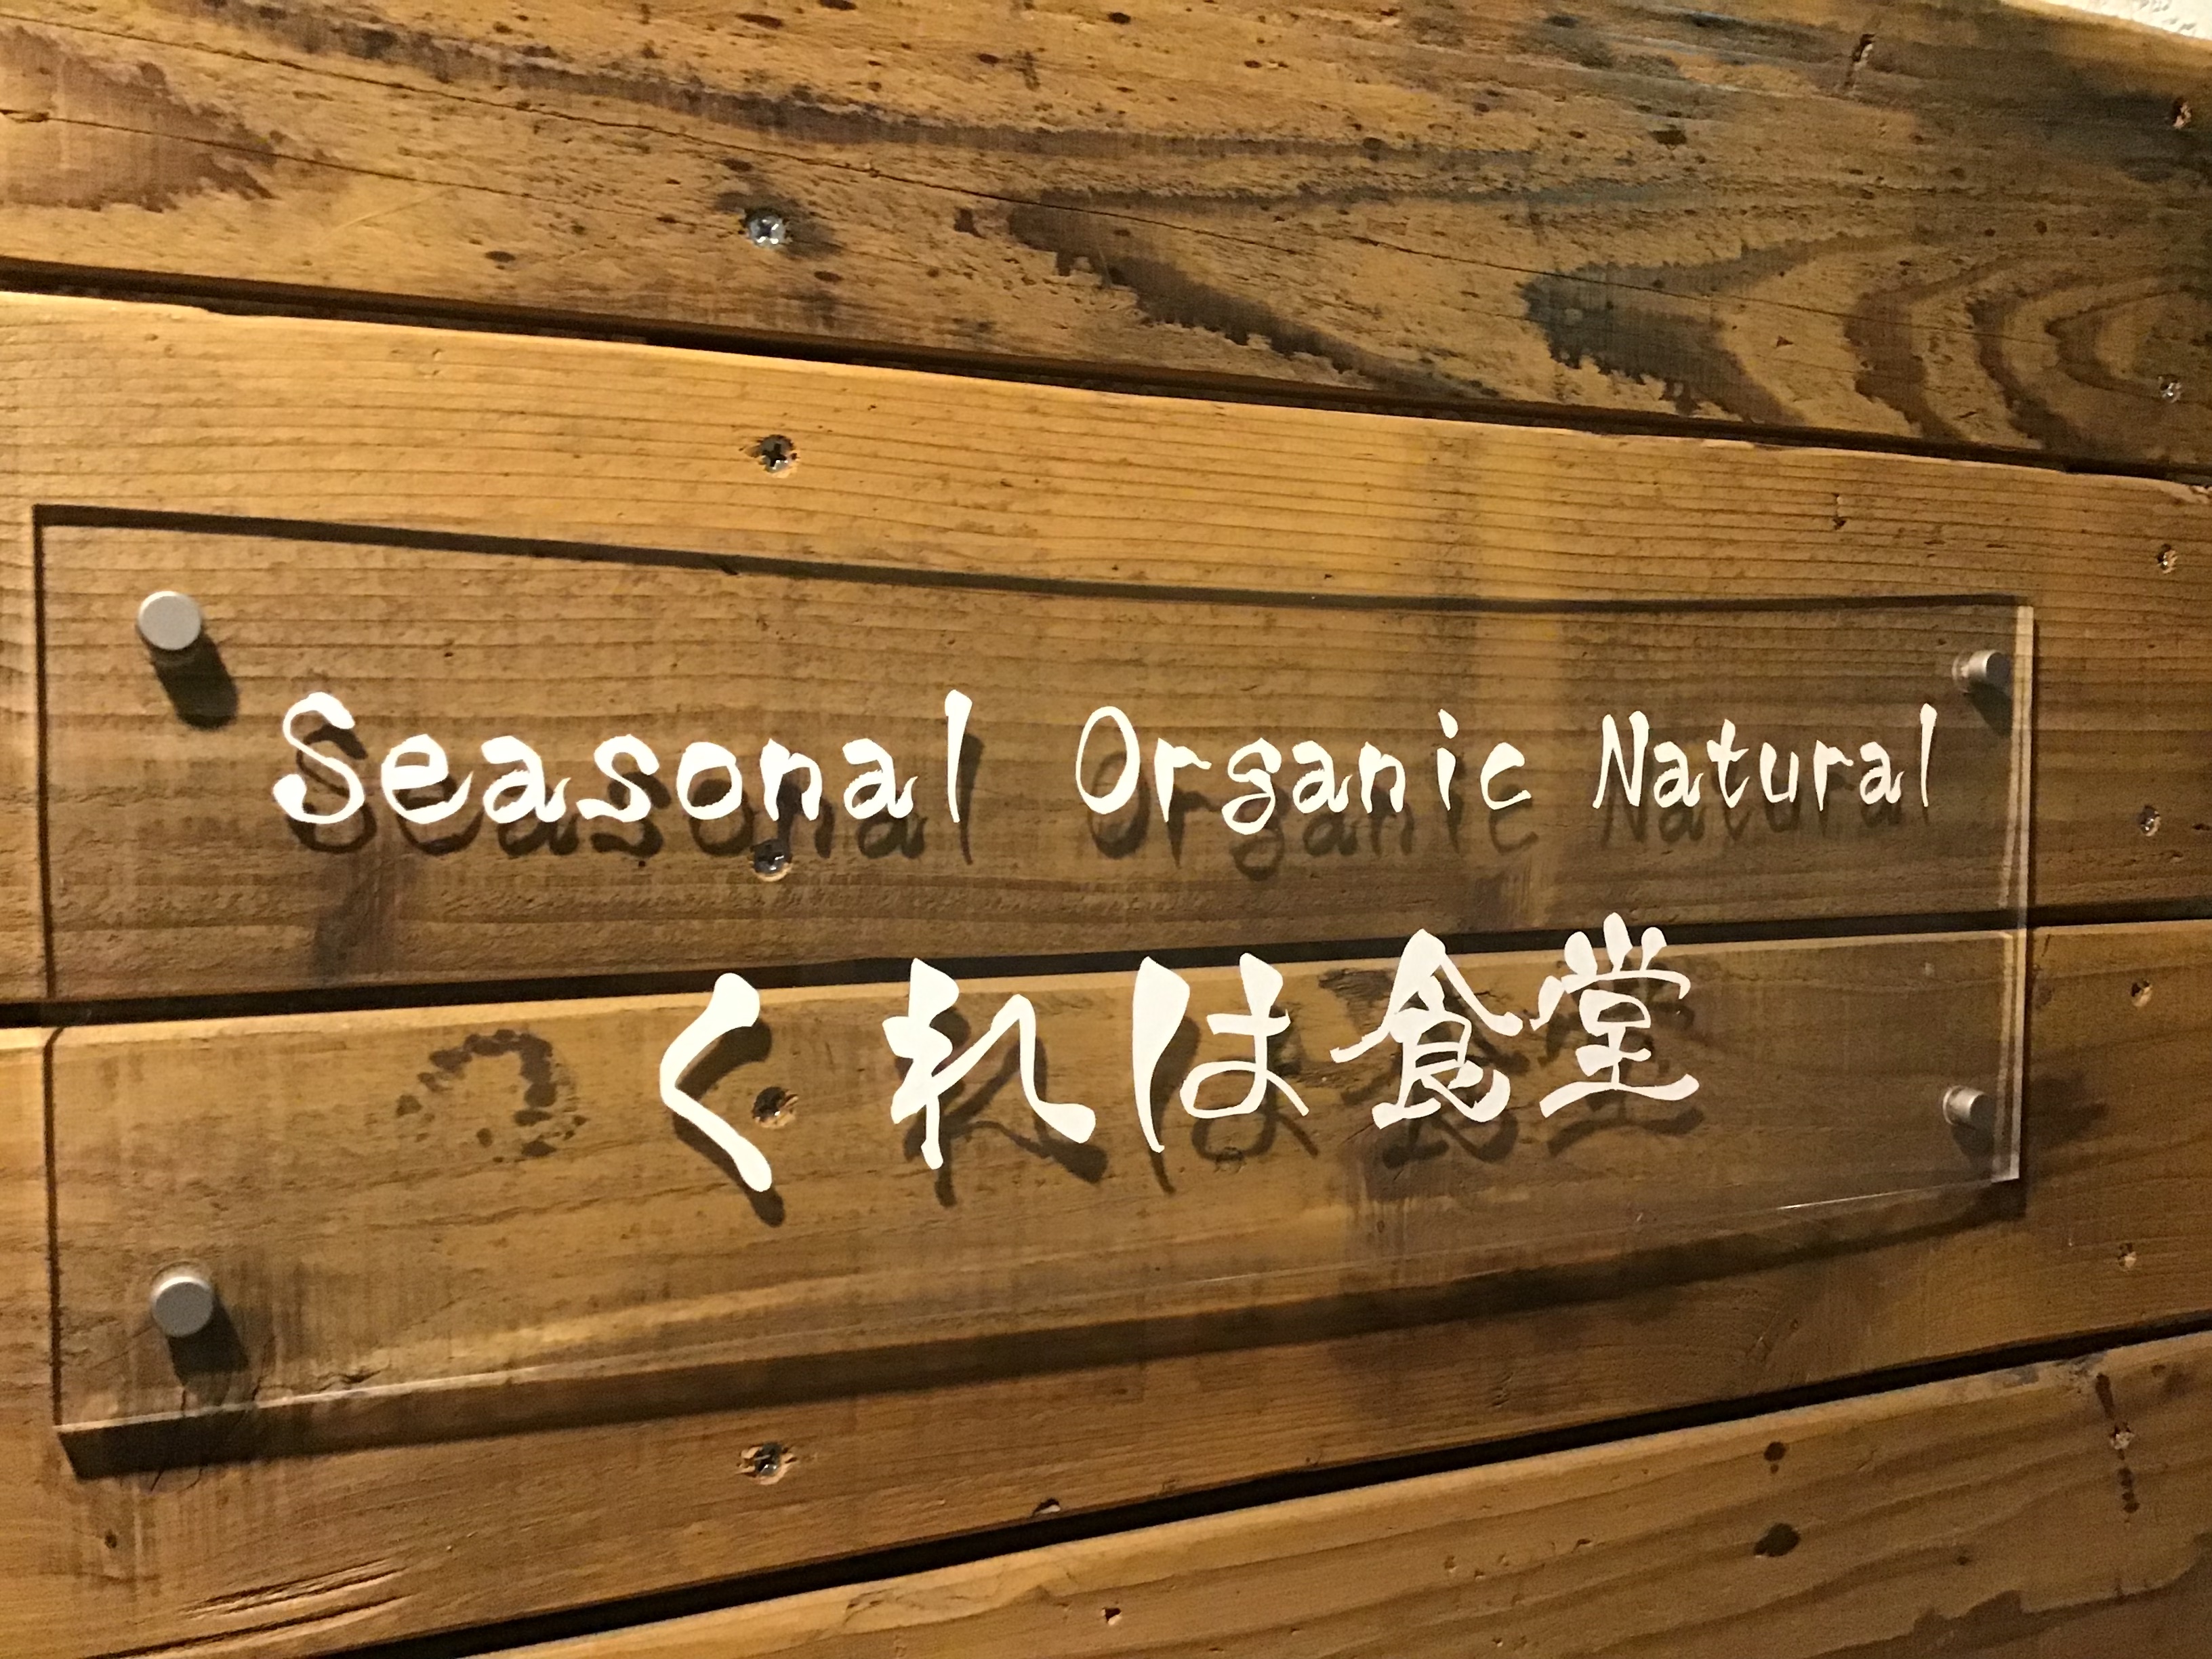 Seasonal Organic Natural
くれは食堂